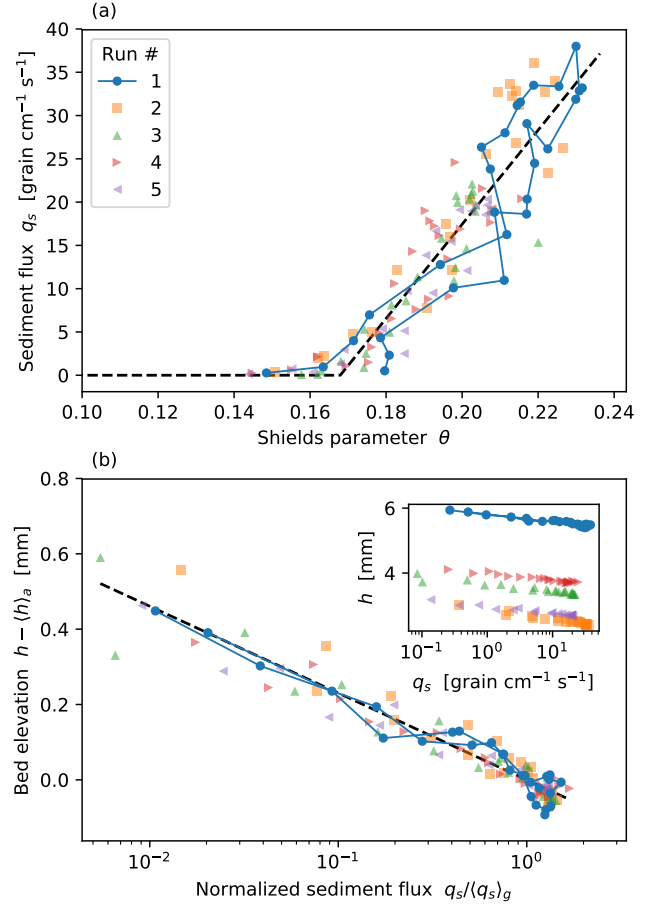 (a)
Sediment flux q_s [grain cm⁻¹ s⁻¹]
40
35
30
25
20
15
10
5
0
Run #
1
2
3
4
5
0.10 0.12 0.14 0.16 0.18 0.20 0.22 0.24
Shields parameter θ
(b)
Bed elevation h − ⟨h⟩ₐ [mm]
0.8
0.6
0.4
0.2
0.0
h [mm]
6
4
10⁻¹ 10⁰ 10¹
q_s [grain cm⁻¹ s⁻¹]
10⁻² 10⁻¹ 10⁰
Normalized sediment flux q_s/⟨q_s⟩_g